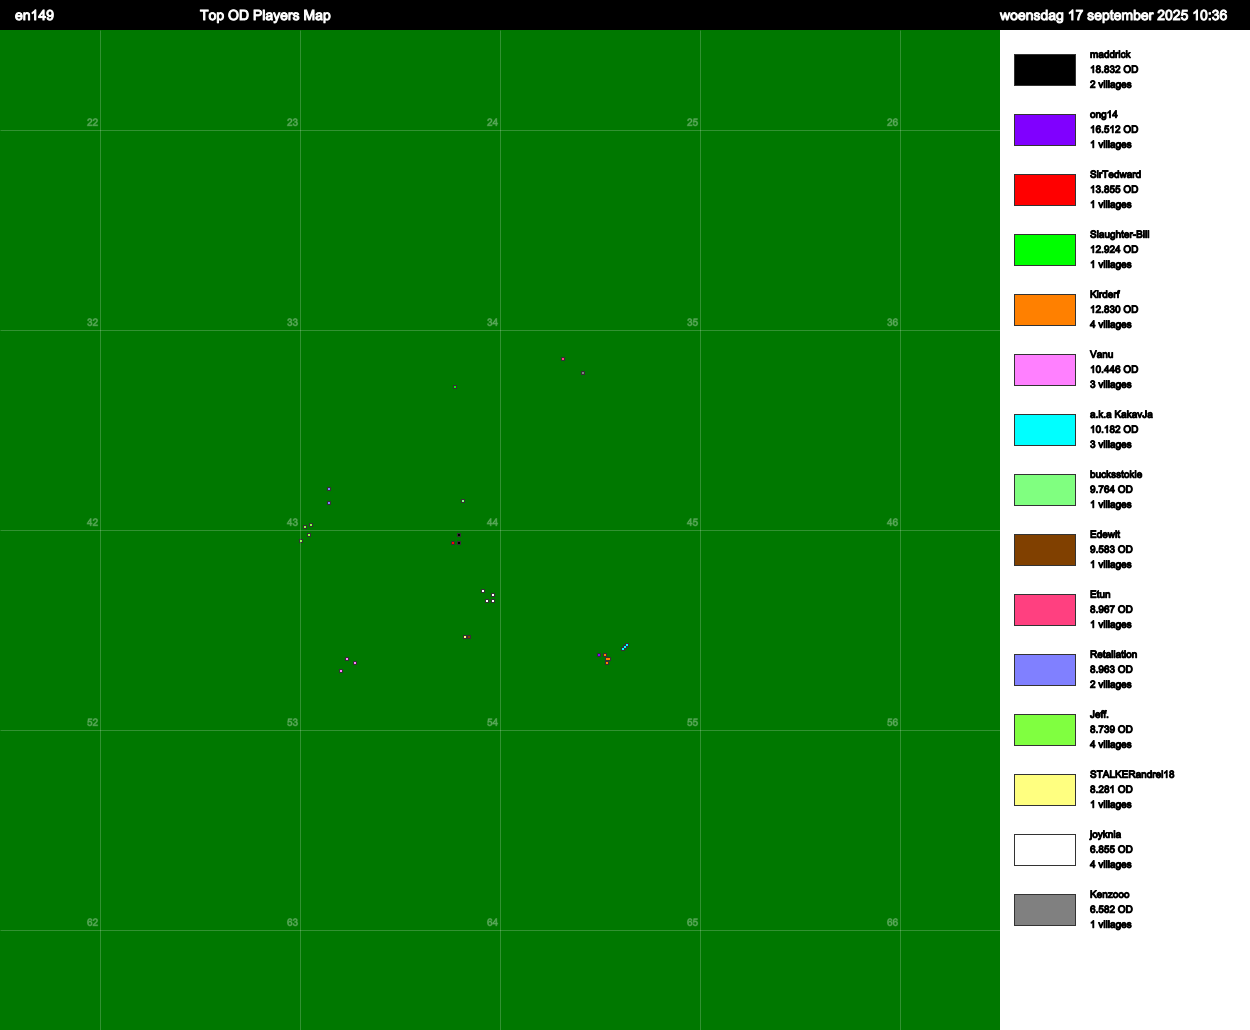 en149 Top OD Players Map woensdag 17 september 2025 10:36
maddrick
18.832 OD
2 villages
ong14
16.512 OD
1 villages
SirTedward
13.855 OD
1 villages
Slaughter-Bill
12.924 OD
1 villages
Kirderf
12.830 OD
4 villages
Vanu
10.446 OD
3 villages
a.k.a KakavJa
10.182 OD
3 villages
bucksstokie
9.764 OD
1 villages
Edewit
9.583 OD
1 villages
Etun
8.967 OD
1 villages
Retaliation
8.963 OD
2 villages
Jeff.
8.739 OD
4 villages
STALKERandrei18
8.281 OD
1 villages
joyknia
6.855 OD
4 villages
Kenzooo
6.582 OD
1 villages
22 23 24 25 26
32 33 34 35 36
42 43 44 45 46
52 53 54 55 56
62 63 64 65 66